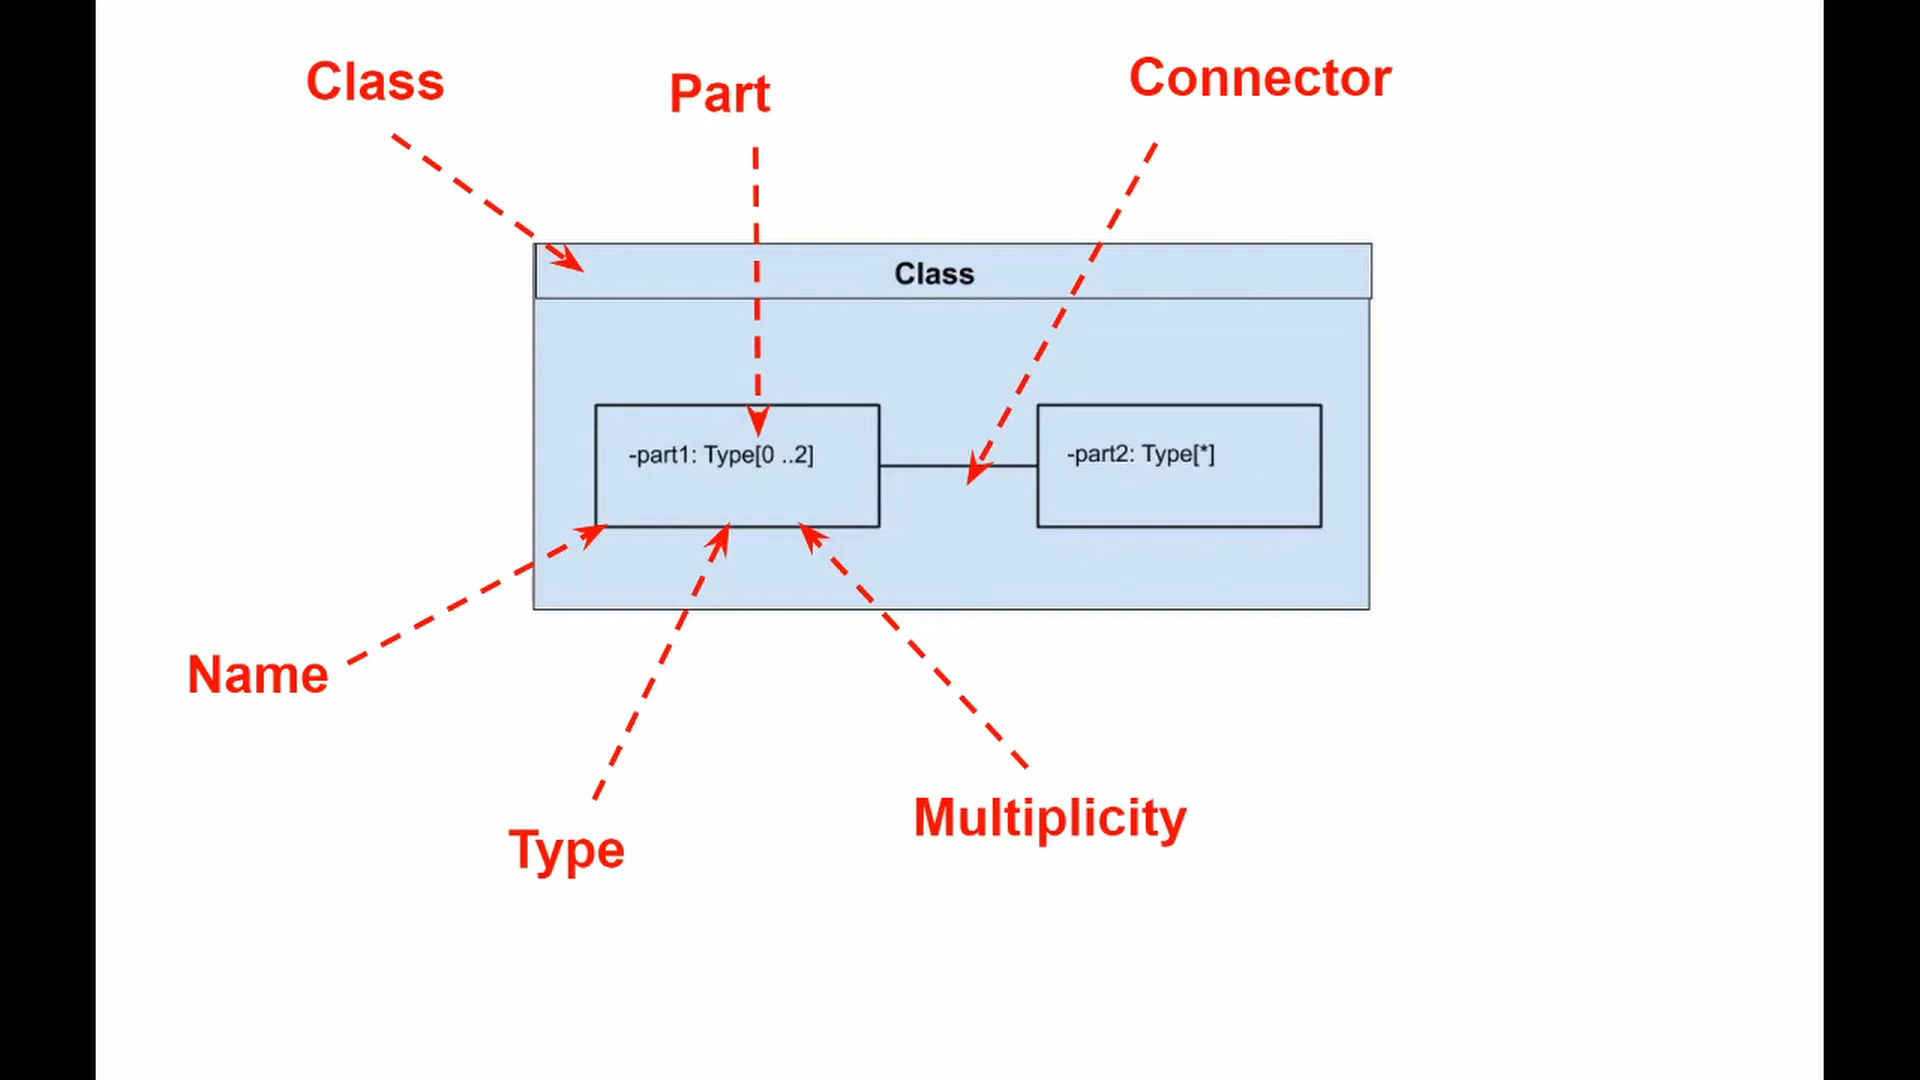 Class
Part
Connector
Class
-part1: Type[0 ..2]
-part2: Type[*]
Name
Type
Multiplicity